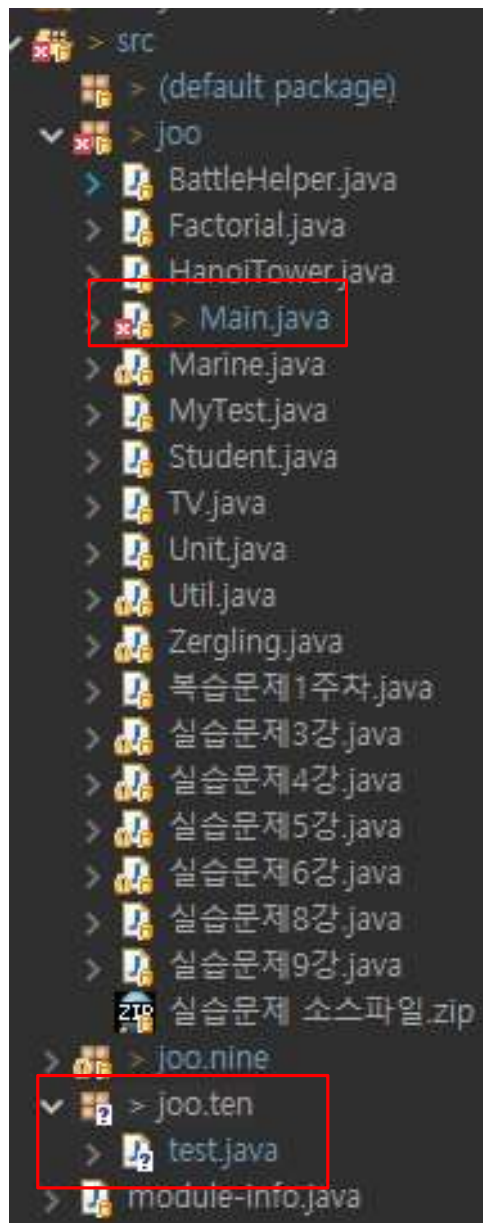 > src
> (default package)
> joo
BattleHelper.java
Factorial.java
HanoiTower.java
> Main.java
Marine.java
MyTest.java
Student.java
TV.java
Unit.java
Util.java
Zergling.java
복습문제1주차.java
실습문제3강.java
실습문제4강.java
실습문제5강.java
실습문제6강.java
실습문제8강.java
실습문제9강.java
ZIP 실습문제 소스파일.zip
> joo.nine
> joo.ten
test.java
module-info.java